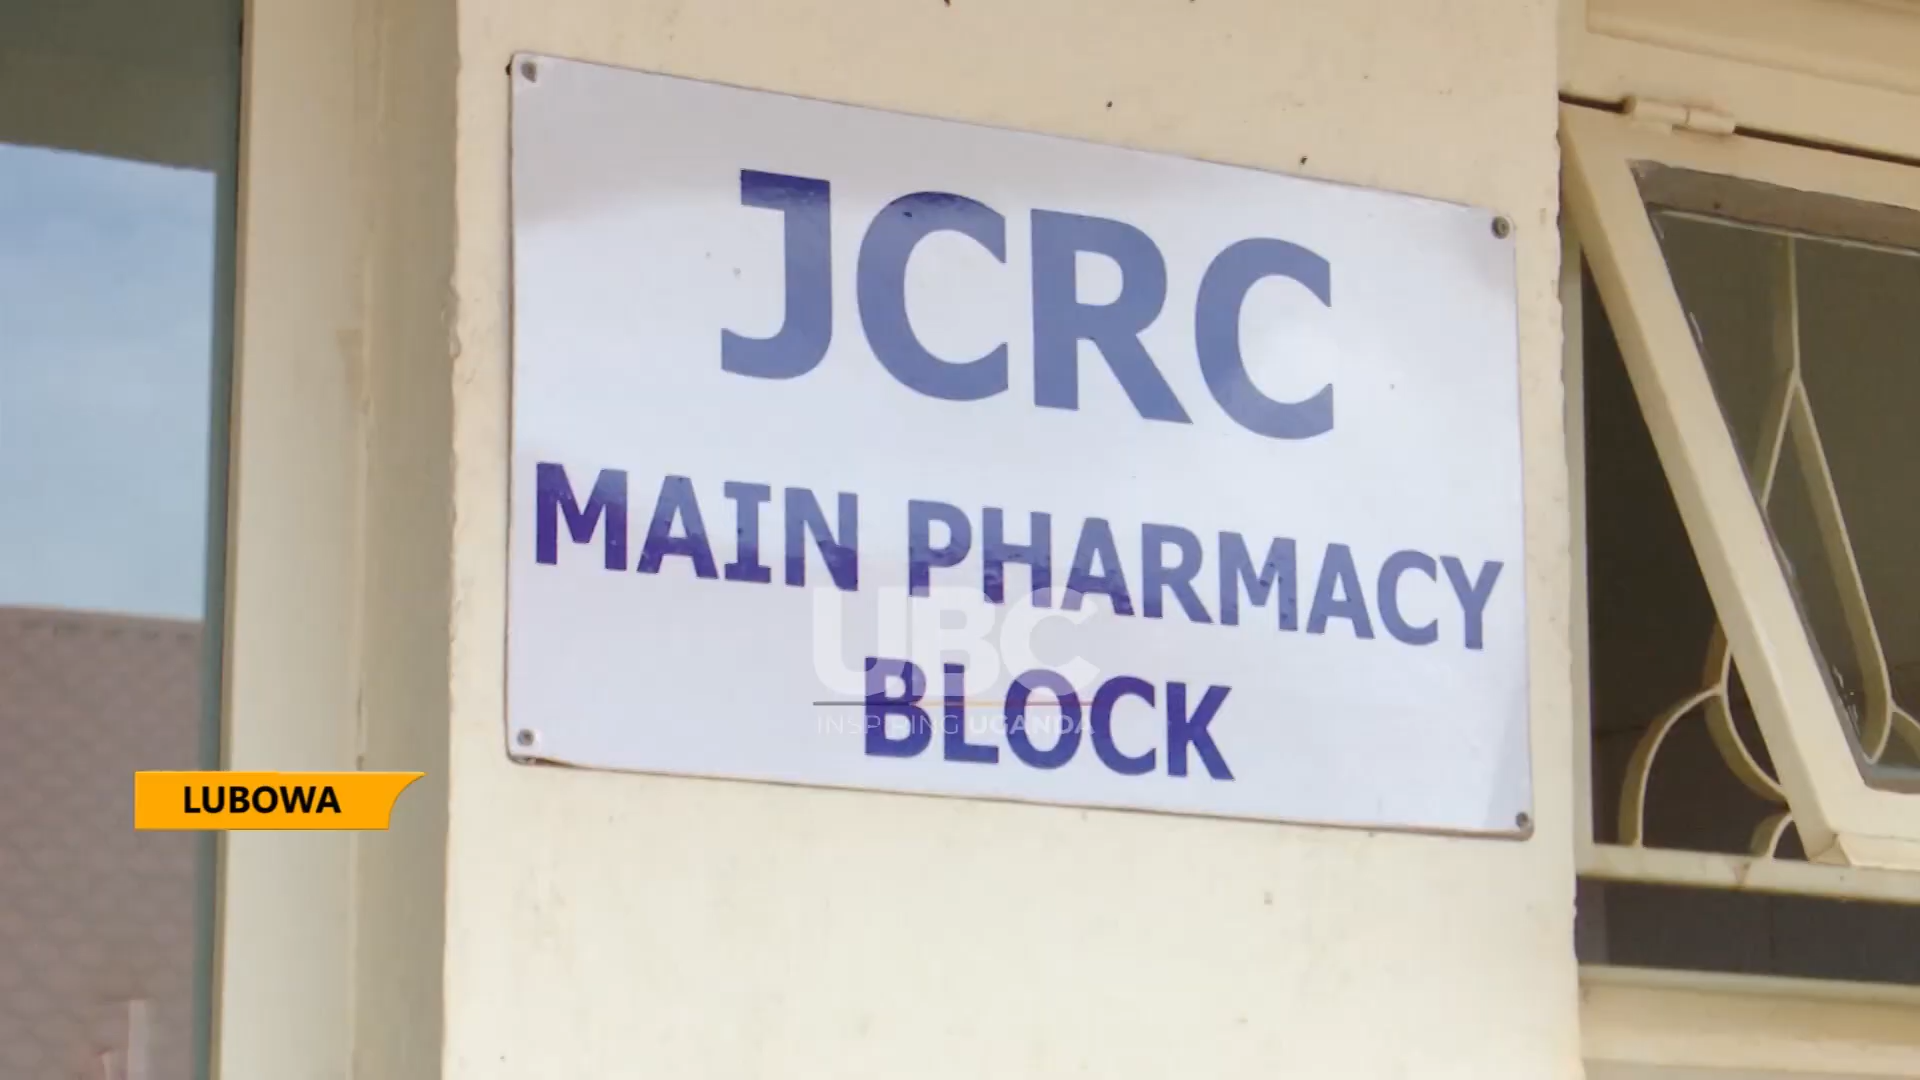 JCRC
MAIN PHARMACY
BLOCK
UBC
INSPIRING UGANDA
LUBOWA